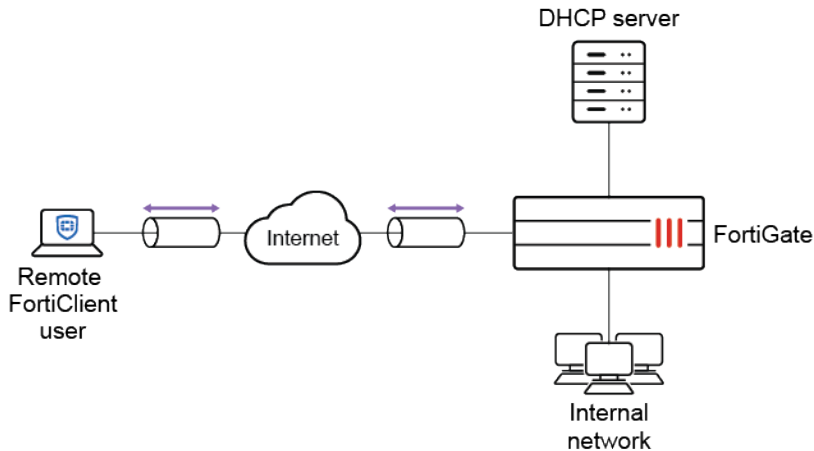 DHCP server
Internet
FortiGate
Remote
FortiClient
user
Internal
network